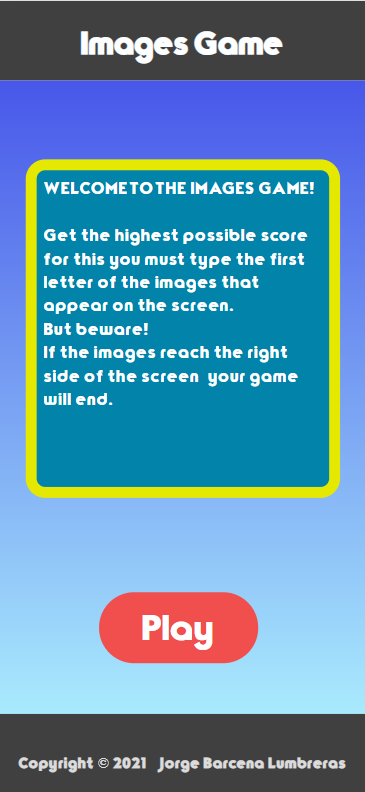 Images Game
WELCOME TO THE IMAGES GAME!
Get the highest possible score
for this you must type the first
letter of the images that
appear on the screen.
But beware!
If the images reach the right
side of the screen your game
will end.
Play
Copyright © 2021 Jorge Barcena Lumbreras